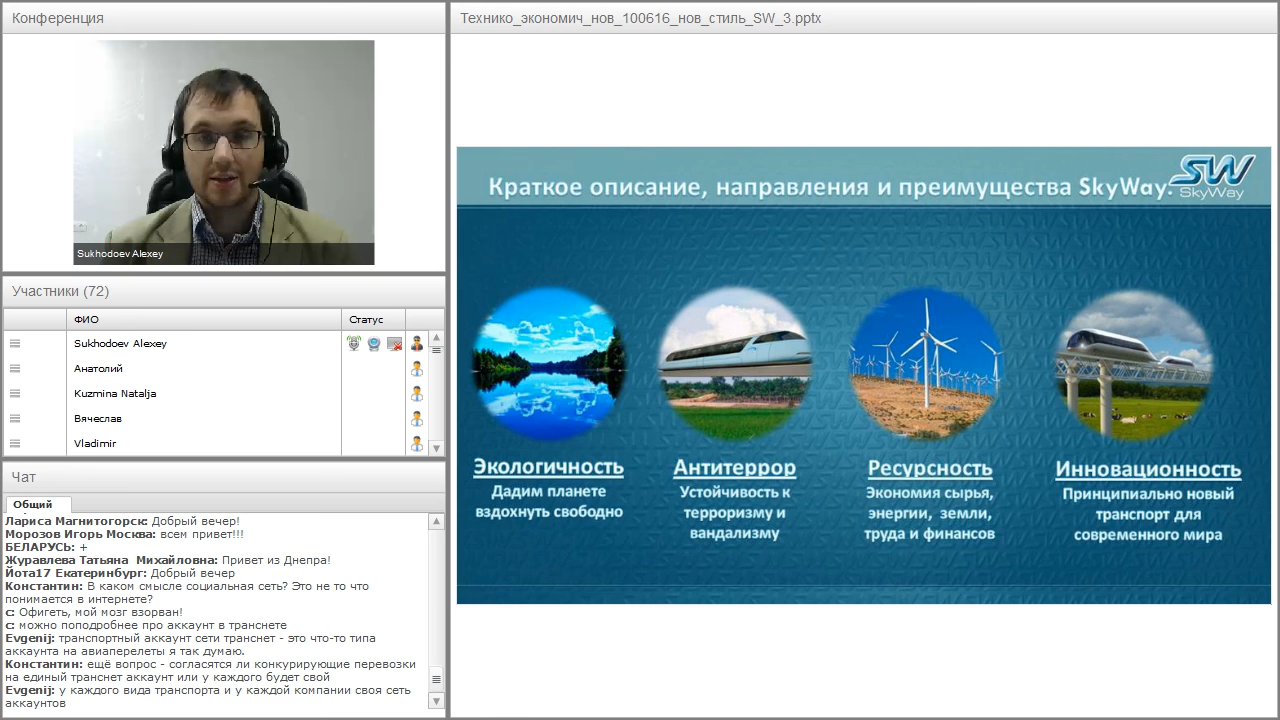 Конференция
Sukhodoev Alexey
Участники (72)
ФИО
Статус
Sukhodoev Alexey
Анатолий
Kuzmina Natalja
Вячеслав
Vladimir
Чат
Общий
Лариса Магнитогорск: Добрый вечер!
Морозов Игорь Москва: всем привет!!!
БЕЛАРУСЬ: +
Журавлева Татьяна Михайловна: Привет из Днепра!
Йота17 Екатеринбург: Добрый вечер
Константин: В каком смысле социальная сеть? Это не то что
понимается в интернете?
с: Офигеть, мой мозг взорван!
с: можно поподробнее про аккаунт в транснете
Evgenij: транспортный аккаунт сети транснет - это что-то типа
аккаунта на авиаперелеты я так думаю.
Константин: ещё вопрос - согласятся ли конкурирующие перевозки
на единый транснет аккаунт или у каждого будет свой
Evgenij: у каждого вида транспорта и у каждой компании своя сеть
аккаунтов
Технико_экономич_нов_100616_нов_стиль_SW_3.pptx
Краткое описание, направления и преимущества SkyWay.
SW
SkyWay
Экологичность
Дадим планете
вздохнуть свободно
Антитеррор
Устойчивость к
терроризму и
вандализму
Ресурсность
Экономия сырья,
энергии, земли,
труда и финансов
Инновационность
Принципиально новый
транспорт для
современного мира